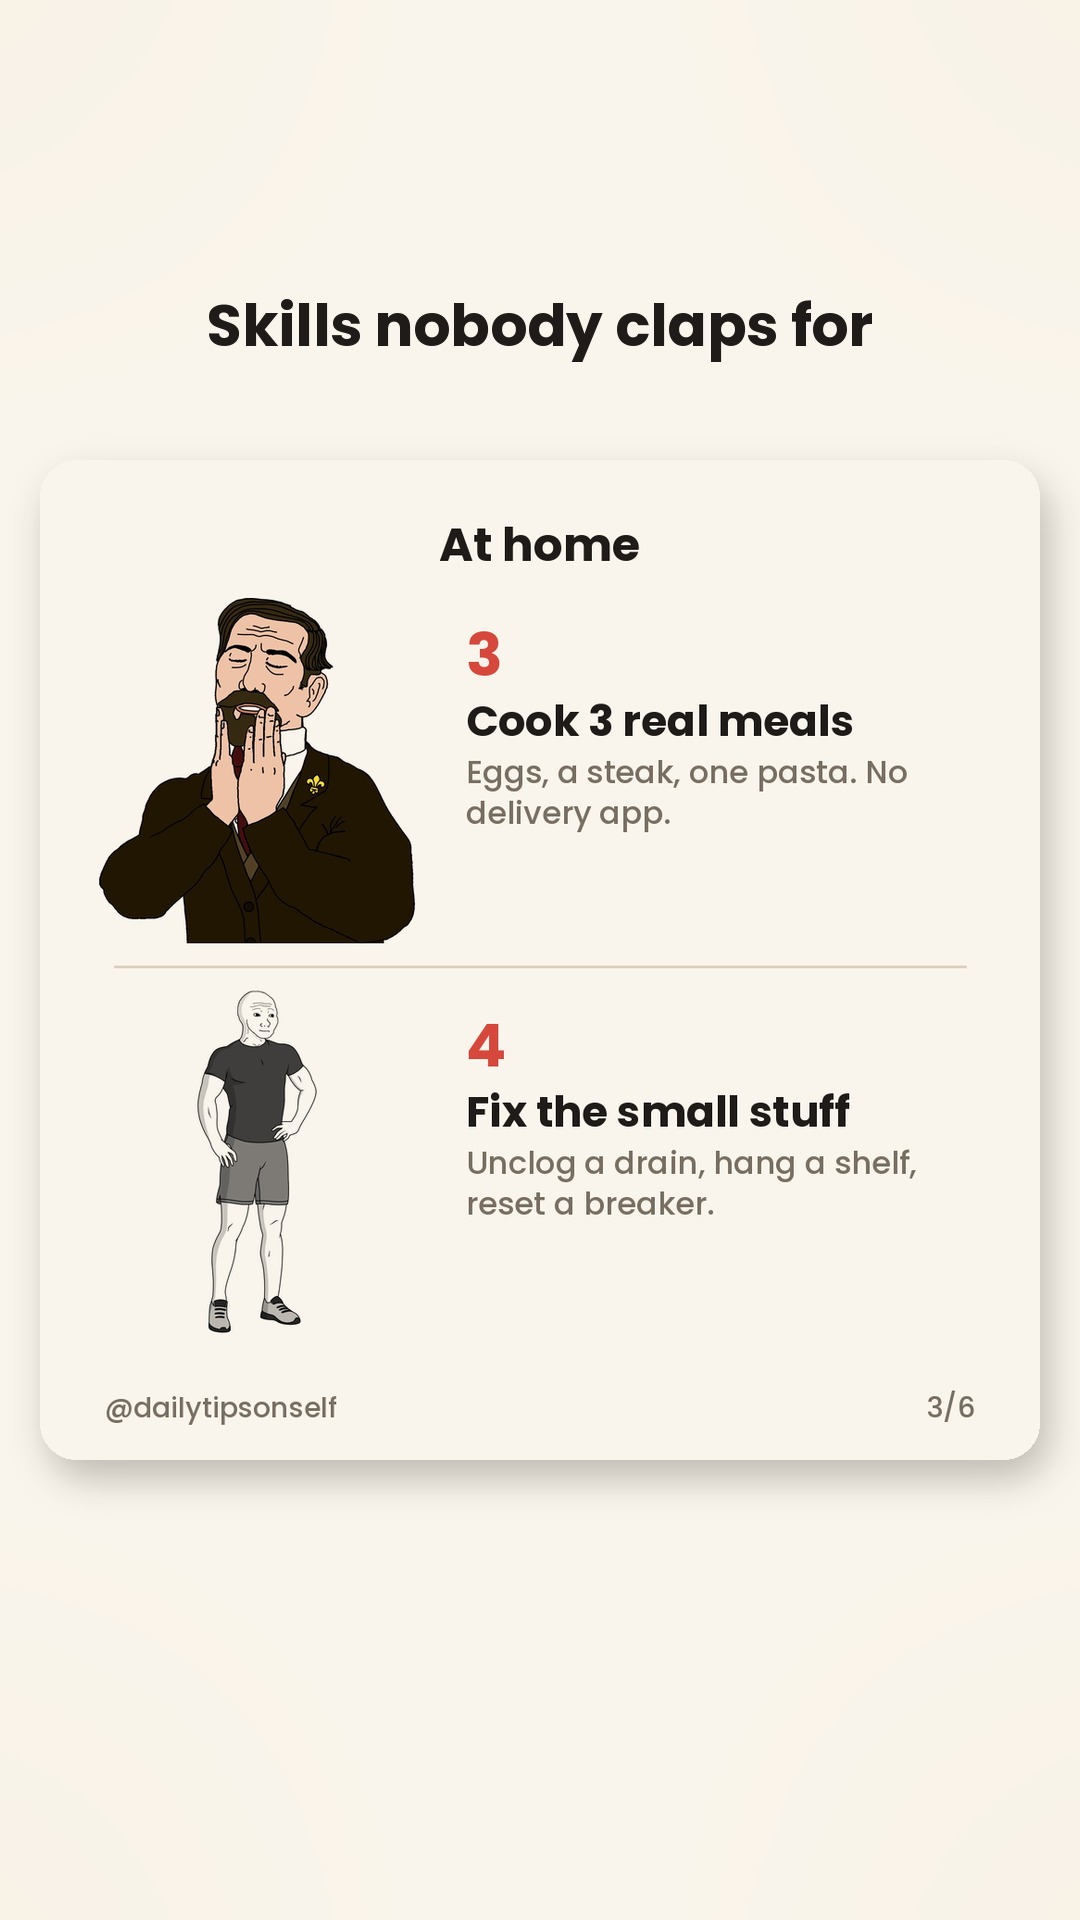 Skills nobody claps for
At home
3
Cook 3 real meals
Eggs, a steak, one pasta. No
delivery app.
4
Fix the small stuff
Unclog a drain, hang a shelf,
reset a breaker.
@dailytipsonself
3/6